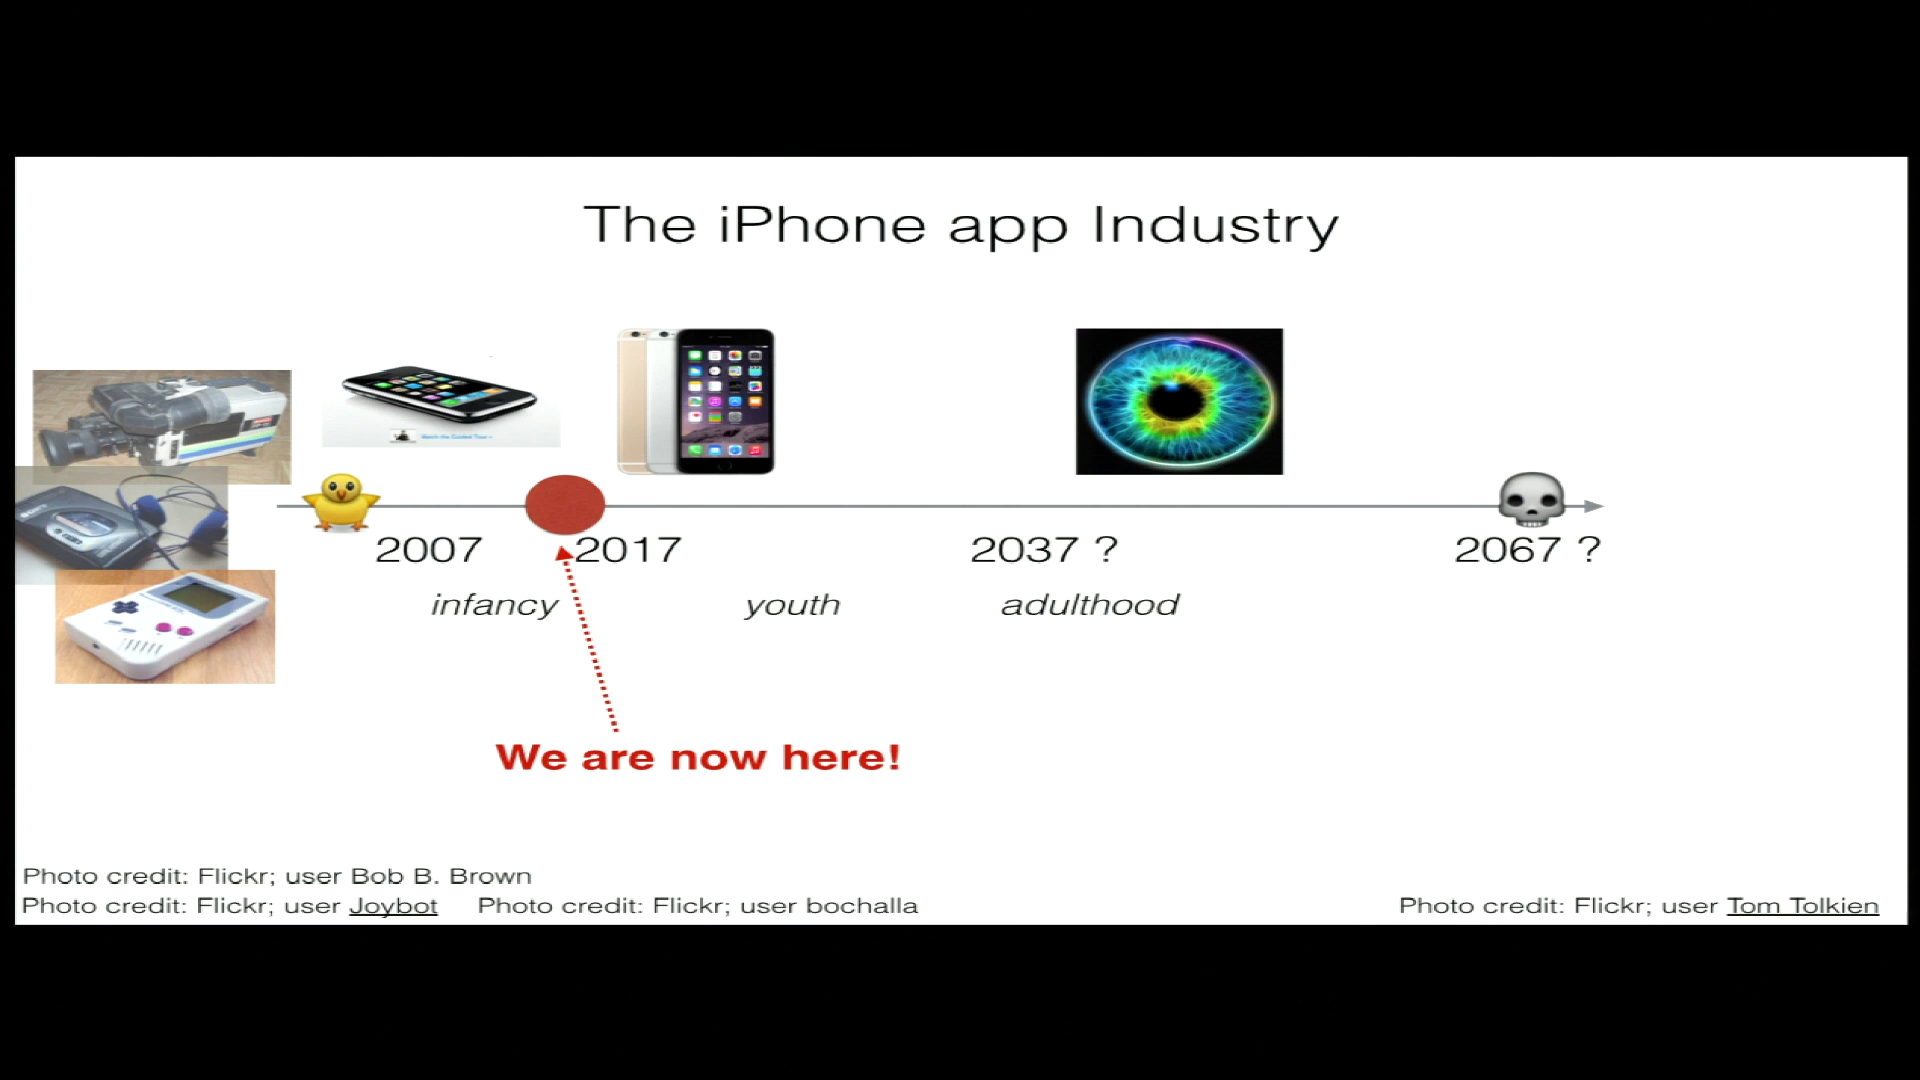 The iPhone app Industry
2007 2017 2037 ? 2067 ?
infancy youth adulthood
We are now here!
Photo credit: Flickr; user Bob B. Brown
Photo credit: Flickr; user Joybot Photo credit: Flickr; user bochalla Photo credit: Flickr; user Tom Tolkien